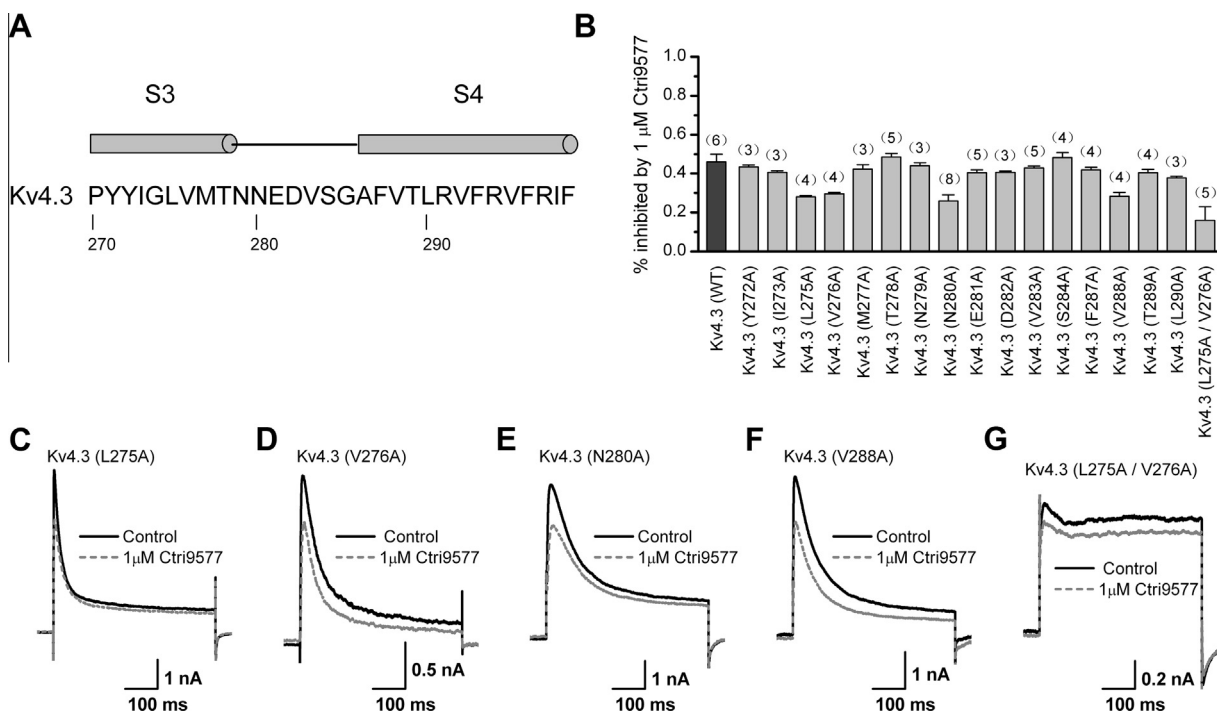 A
S3
S4
Kv4.3 PYYIGLVMTNNEDVSGAFVTLRVFRVFRIF
270
280
290
B
% inhibited by 1 μM Ctri9577
1.0
0.8
0.6
0.4
0.2
0.0
(6)
(3)
(3)
(4)
(4)
(3)
(5)
(3)
(8)
(5)
(3)
(5)
(4)
(4)
(4)
(4)
(3)
(5)
Kv4.3 (WT)
Kv4.3 (Y272A)
Kv4.3 (I273A)
Kv4.3 (L275A)
Kv4.3 (V276A)
Kv4.3 (M277A)
Kv4.3 (T278A)
Kv4.3 (N279A)
Kv4.3 (N280A)
Kv4.3 (E281A)
Kv4.3 (D282A)
Kv4.3 (V283A)
Kv4.3 (S284A)
Kv4.3 (F287A)
Kv4.3 (V288A)
Kv4.3 (T289A)
Kv4.3 (L290A)
Kv4.3 (L275A / V276A)
C
Kv4.3 (L275A)
Control
1μM Ctri9577
1 nA
100 ms
D
Kv4.3 (V276A)
Control
1μM Ctri9577
0.5 nA
100 ms
E
Kv4.3 (N280A)
Control
1μM Ctri9577
1 nA
100 ms
F
Kv4.3 (V288A)
Control
1μM Ctri9577
1 nA
100 ms
G
Kv4.3 (L275A / V276A)
Control
1μM Ctri9577
0.2 nA
100 ms